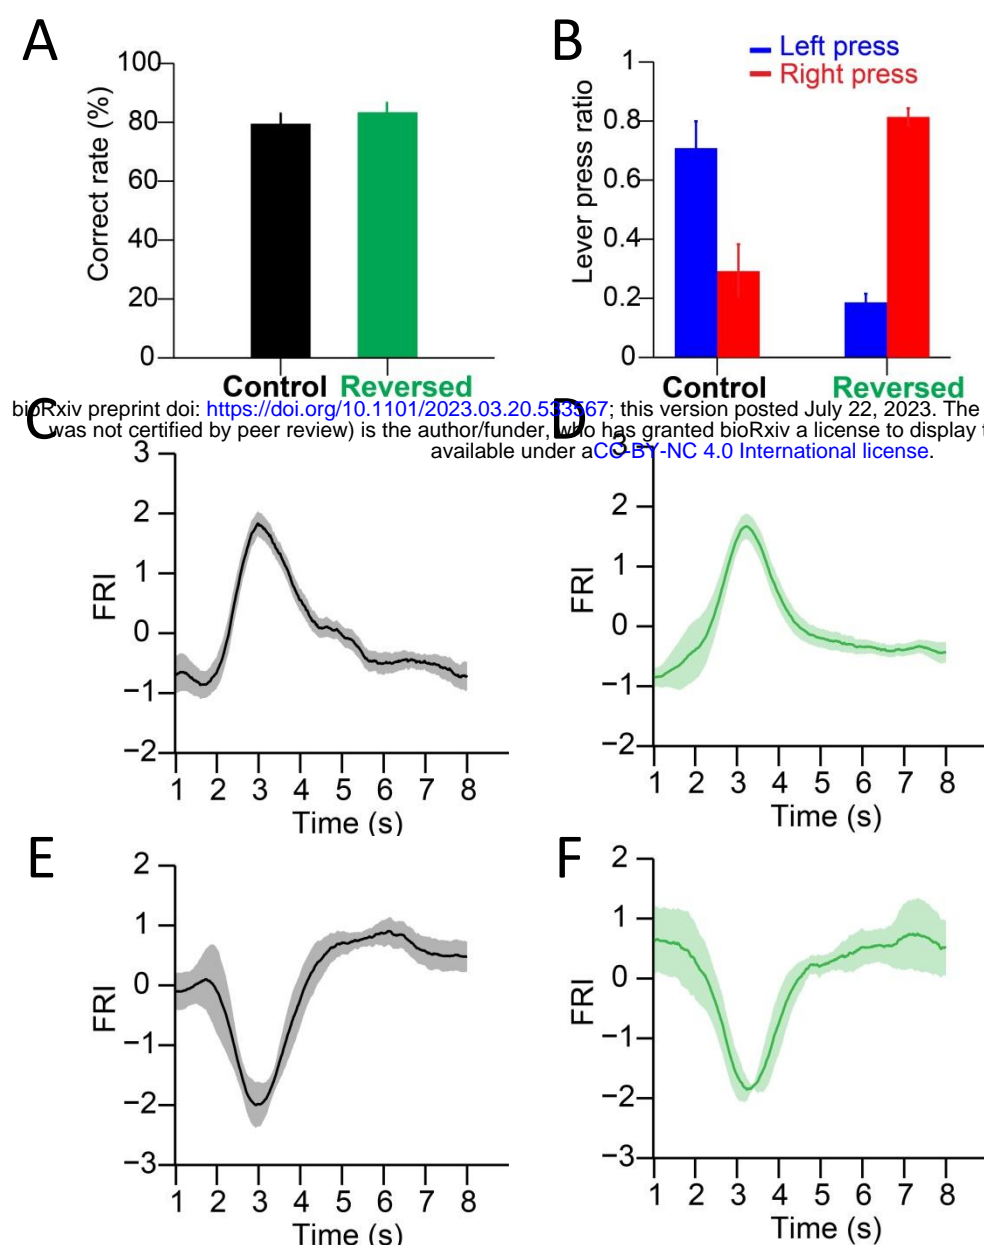 A
100
80
60
40
20
0
Correct rate (%)
Control Reversed
B
Left press
Right press
1
0.8
0.6
0.4
0.2
0
Lever press ratio
Control Reversed
bioRxiv preprint doi: https://doi.org/10.1101/2023.03.20.533567; this version posted July 22, 2023. The
was not certified by peer review) is the author/funder, who has granted bioRxiv a license to display
available under aCC-BY-NC 4.0 International license.
C
3
2
1
0
−1
−2
FRI
1 2 3 4 5 6 7 8
Time (s)
D
3
2
1
0
−1
−2
FRI
1 2 3 4 5 6 7 8
Time (s)
E
2
1
0
−1
−2
−3
FRI
1 2 3 4 5 6 7 8
Time (s)
F
2
1
0
−1
−2
−3
FRI
1 2 3 4 5 6 7 8
Time (s)